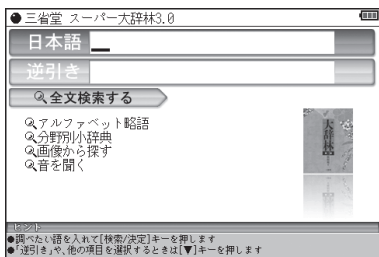 ●三省堂 スーパー大辞林3.0
日本語
逆引き
全文検索する
アルファベット略語
分野別小辞典
画像から探す
音を聞く
大辞林
ヒント
●調べたい語を入れて[検索/決定]キーを押します
●「逆引き」や、他の項目を選択するときは[▼]キーを押します